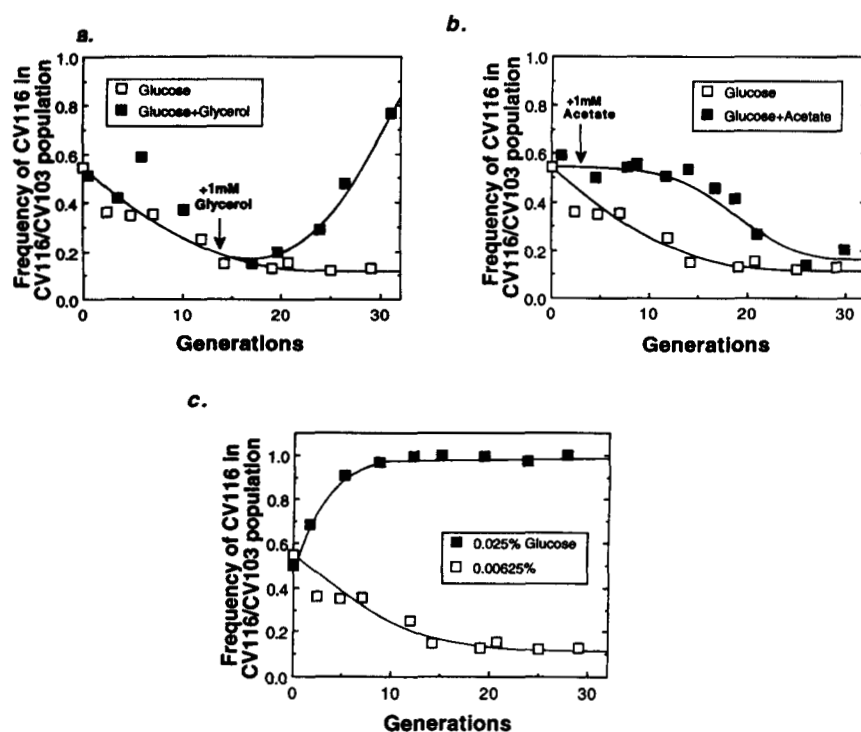 a.
Frequency of CV116 in
CV116/CV103 population
1.0
0.8
0.6
0.4
0.2
0.0
Glucose
Glucose+Glycerol
+1mM
Glycerol
0
10
20
30
Generations
b.
Frequency of CV116 in
CV116/CV103 population
1.0
0.8
0.6
0.4
0.2
0.0
+1mM
Acetate
Glucose
Glucose+Acetate
0
10
20
30
Generations
c.
Frequency of CV116 in
CV116/CV103 population
1.0
0.8
0.6
0.4
0.2
0.0
0.025% Glucose
0.00625%
0
10
20
30
Generations